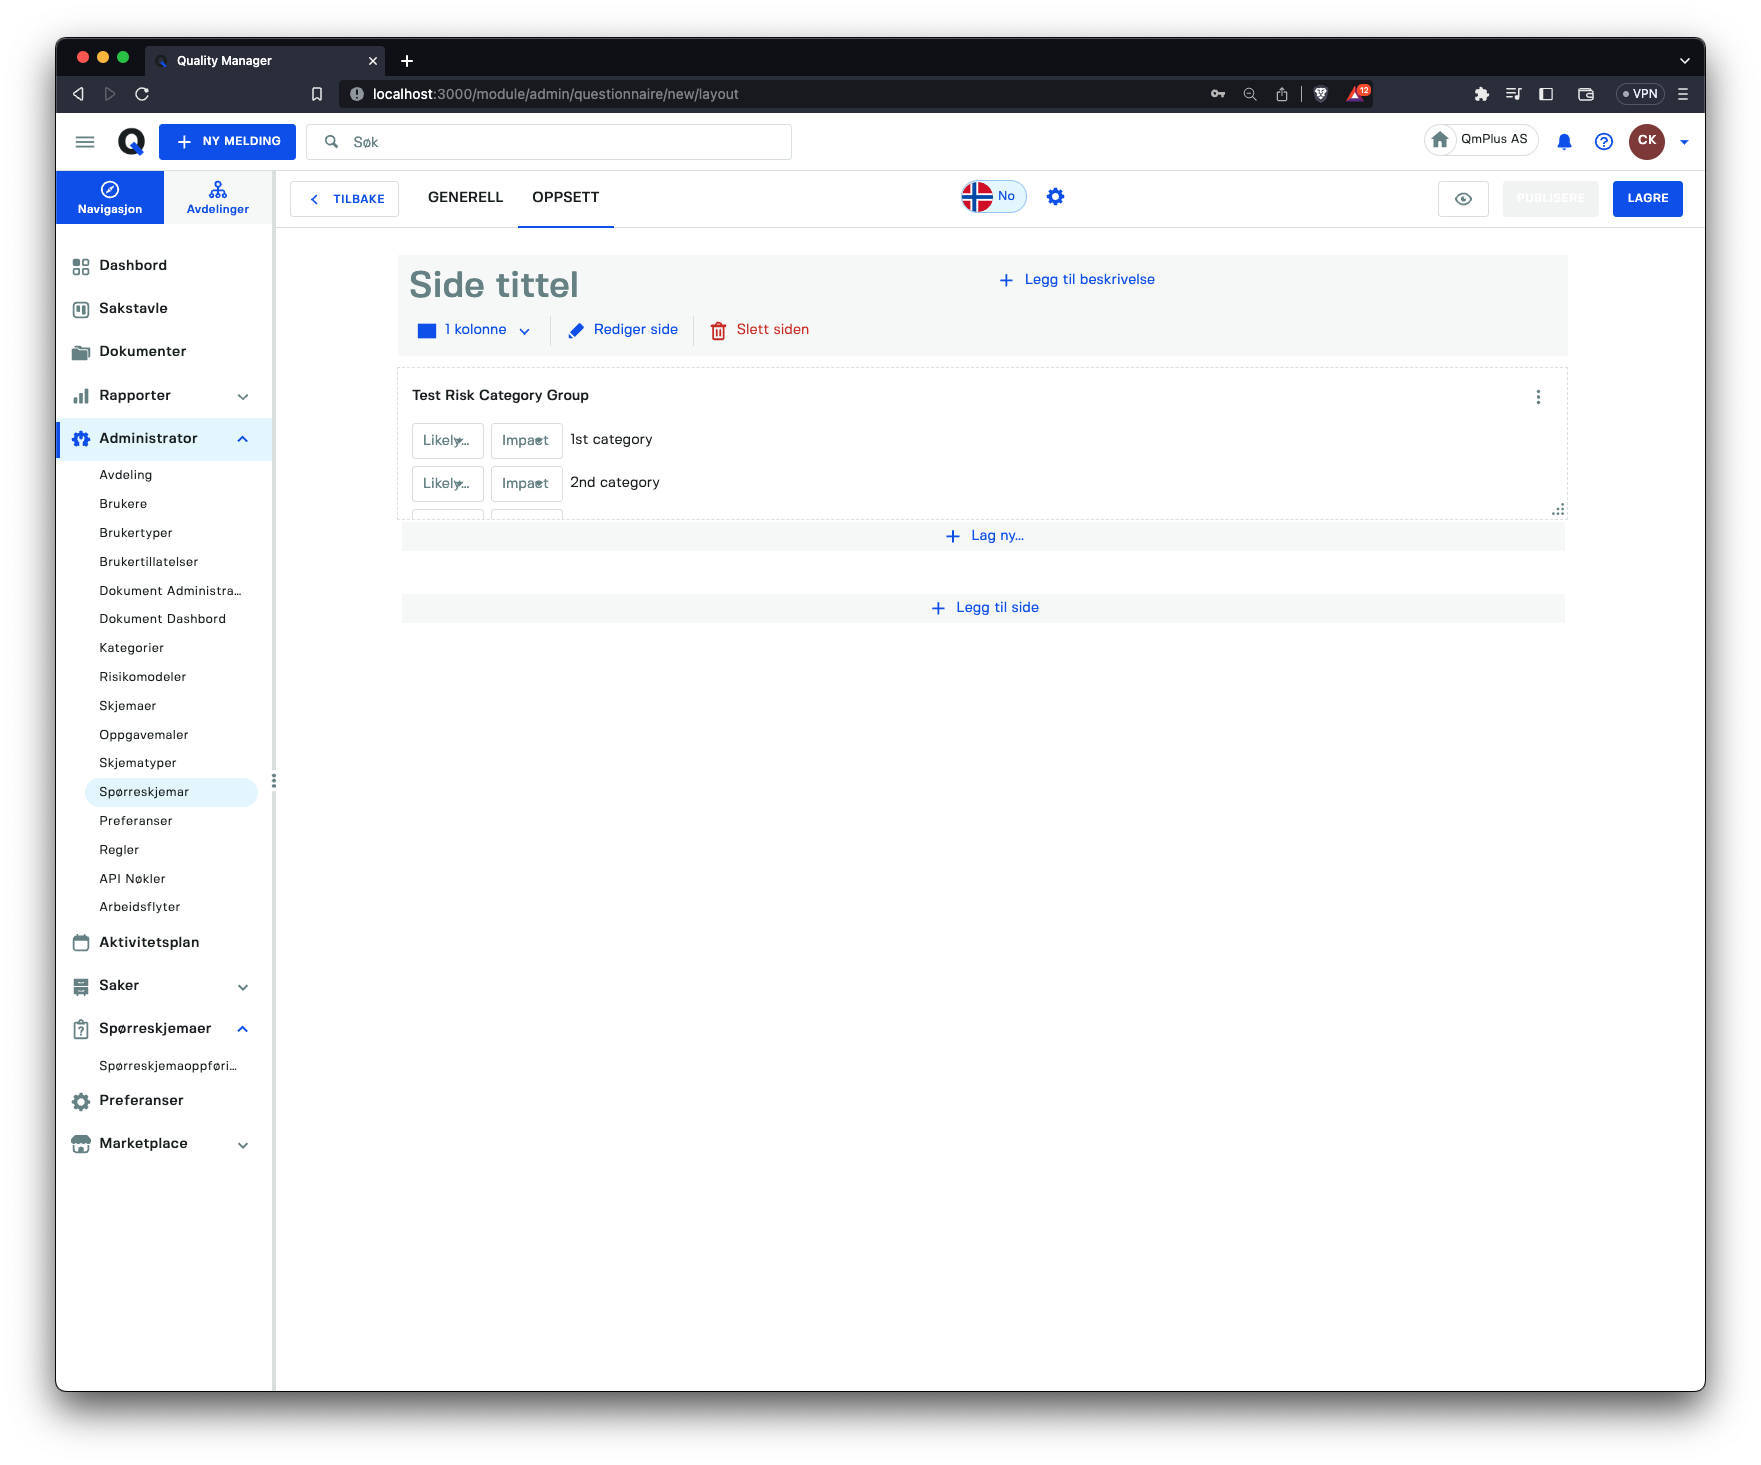 Quality Manager
localhost:3000/module/admin/questionnaire/new/layout
12
VPN
NY MELDING
Søk
QmPlus AS
CK
Navigasjon
Avdelinger
TILBAKE
GENERELL
OPPSETT
No
PUBLISERE
LAGRE
Dashbord
Sakstavle
Dokumenter
Rapporter
Administrator
Avdeling
Brukere
Brukertyper
Brukertillatelser
Dokument Administra...
Dokument Dashbord
Kategorier
Risikomodeler
Skjemaer
Oppgavemaler
Skjematyper
Spørreskjemar
Preferanser
Regler
API Nøkler
Arbeidsflyter
Aktivitetsplan
Saker
Spørreskjemaer
Spørreskjemaoppføri...
Preferanser
Marketplace
Side tittel
Legg til beskrivelse
1 kolonne
Rediger side
Slett siden
Test Risk Category Group
Likely... Impact 1st category
Likely... Impact 2nd category
Lag ny...
Legg til side